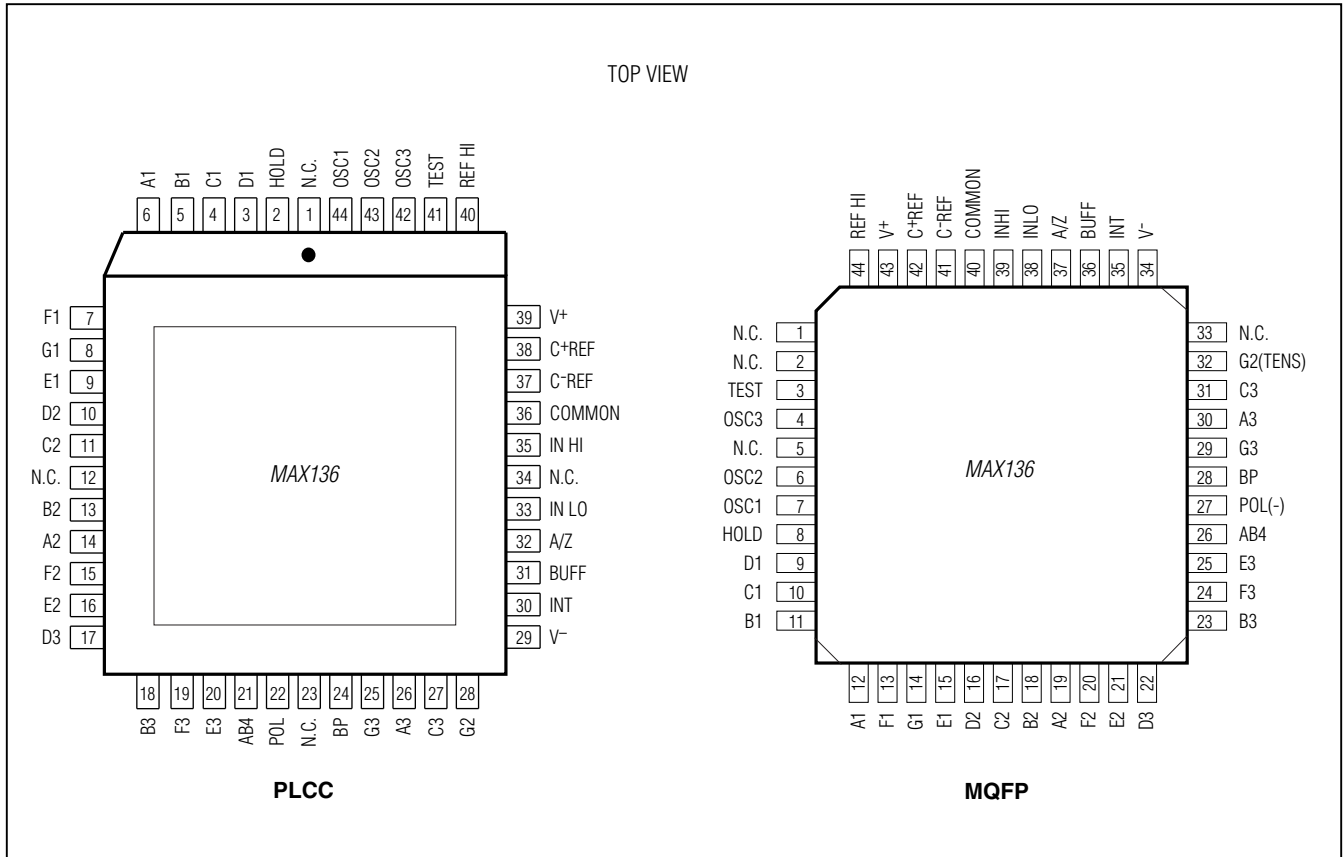 TOP VIEW
A1 B1 C1 D1 HOLD N.C. OSC1 OSC2 OSC3 TEST REF HI
6 5 4 3 2 1 44 43 42 41 40
F1 7
G1 8
E1 9
D2 10
C2 11
N.C. 12
B2 13
A2 14
F2 15
E2 16
D3 17
MAX136
39 V+
38 C+REF
37 C-REF
36 COMMON
35 IN HI
34 N.C.
33 IN LO
32 A/Z
31 BUFF
30 INT
29 V–
18 19 20 21 22 23 24 25 26 27 28
B3 F3 E3 AB4 POL N.C. BP G3 A3 C3 G2
PLCC
REF HI V+ C+REF C-REF COMMON INHI INLO A/Z BUFF INT V-
44 43 42 41 40 39 38 37 36 35 34
N.C. 1
N.C. 2
TEST 3
OSC3 4
N.C. 5
OSC2 6
OSC1 7
HOLD 8
D1 9
C1 10
B1 11
MAX136
33 N.C.
32 G2(TENS)
31 C3
30 A3
29 G3
28 BP
27 POL(-)
26 AB4
25 E3
24 F3
23 B3
12 13 14 15 16 17 18 19 20 21 22
A1 F1 G1 E1 D2 C2 B2 A2 F2 E2 D3
MQFP